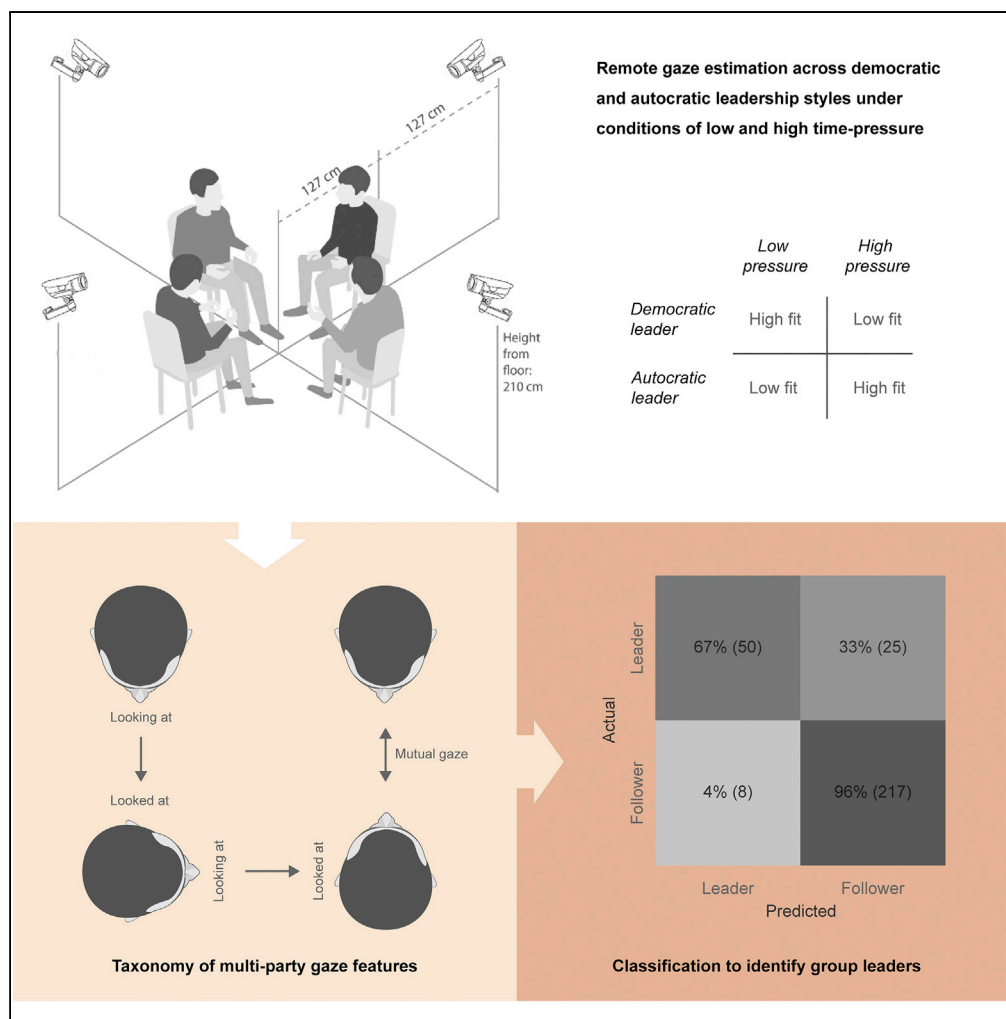 Remote gaze estimation across democratic
and autocratic leadership styles under
conditions of low and high time-pressure
127 cm
127 cm
Height
from
floor:
210 cm
Low
pressure
High
pressure
Democratic
leader
High fit
Low fit
Autocratic
leader
Low fit
High fit
Looking at
Looked at
Looking at
Looked at
Mutual gaze
Taxonomy of multi-party gaze features
Actual
Leader
Follower
67% (50)
33% (25)
4% (8)
96% (217)
Leader
Follower
Predicted
Classification to identify group leaders